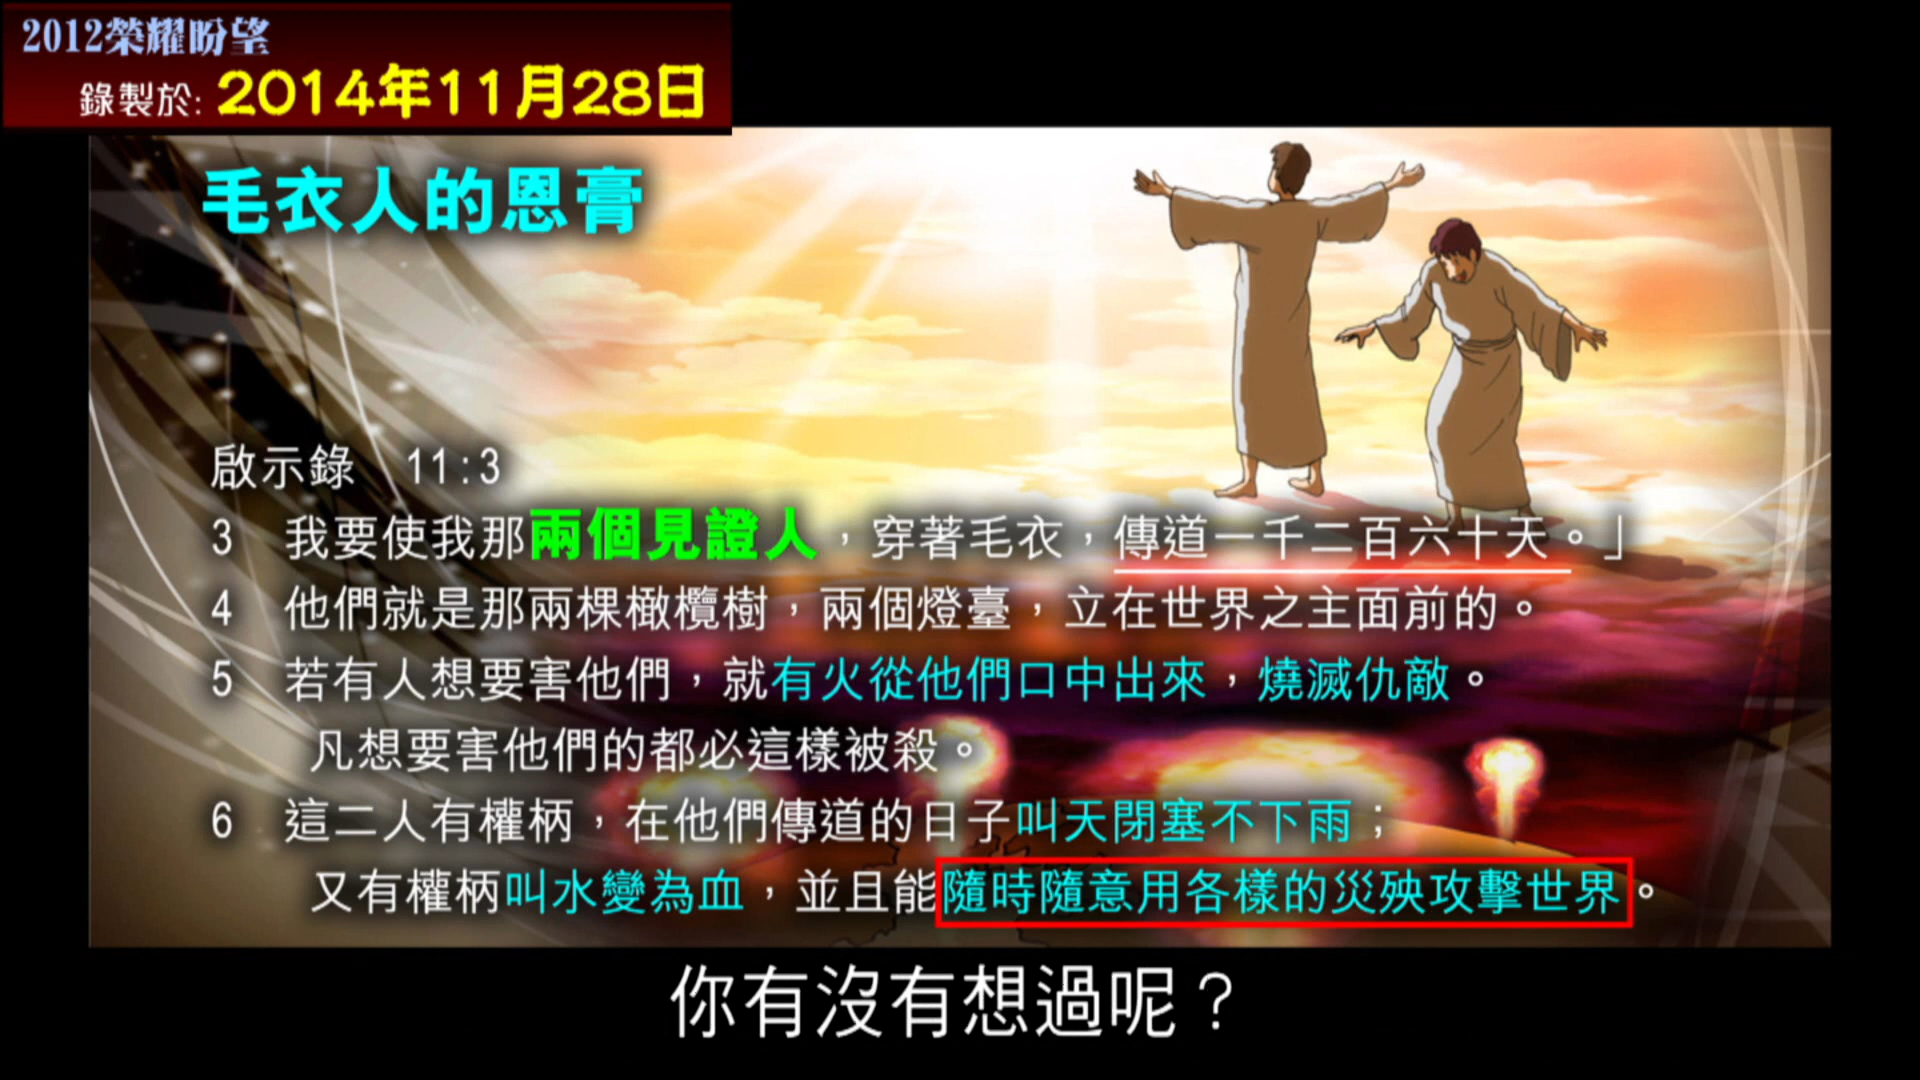 2012榮耀盼望
錄製於: 2014年11月28日
毛衣人的恩膏
啟示錄 11:3
3 我要使我那兩個見證人，穿著毛衣，傳道一千二百六十天。」
4 他們就是那兩棵橄欖樹，兩個燈臺，立在世界之主面前的。
5 若有人想要害他們，就有火從他們口中出來，燒滅仇敵。
凡想要害他們的都必這樣被殺。
6 這二人有權柄，在他們傳道的日子叫天閉塞不下雨；
又有權柄叫水變為血，並且能隨時隨意用各樣的災殃攻擊世界。
你有沒有想過呢？